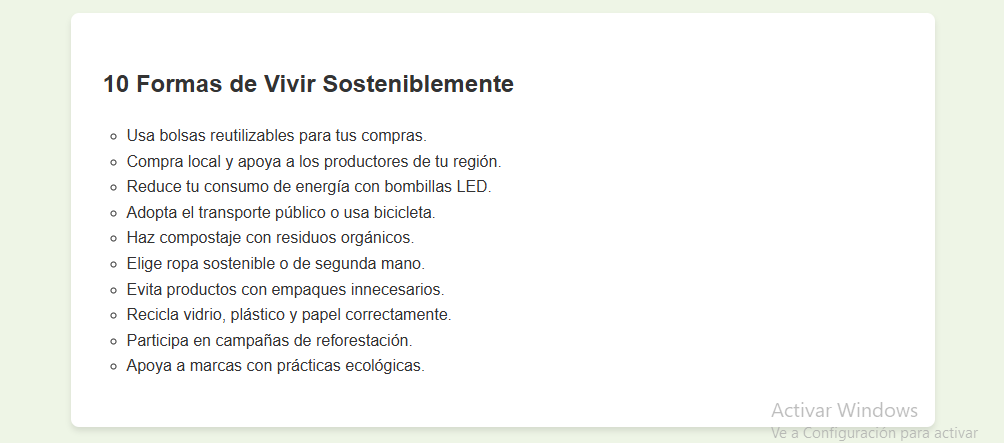 10 Formas de Vivir Sosteniblemente
Usa bolsas reutilizables para tus compras.
Compra local y apoya a los productores de tu región.
Reduce tu consumo de energía con bombillas LED.
Adopta el transporte público o usa bicicleta.
Haz compostaje con residuos orgánicos.
Elige ropa sostenible o de segunda mano.
Evita productos con empaques innecesarios.
Recicla vidrio, plástico y papel correctamente.
Participa en campañas de reforestación.
Apoya a marcas con prácticas ecológicas.
Activar Windows
Ve a Configuración para activar